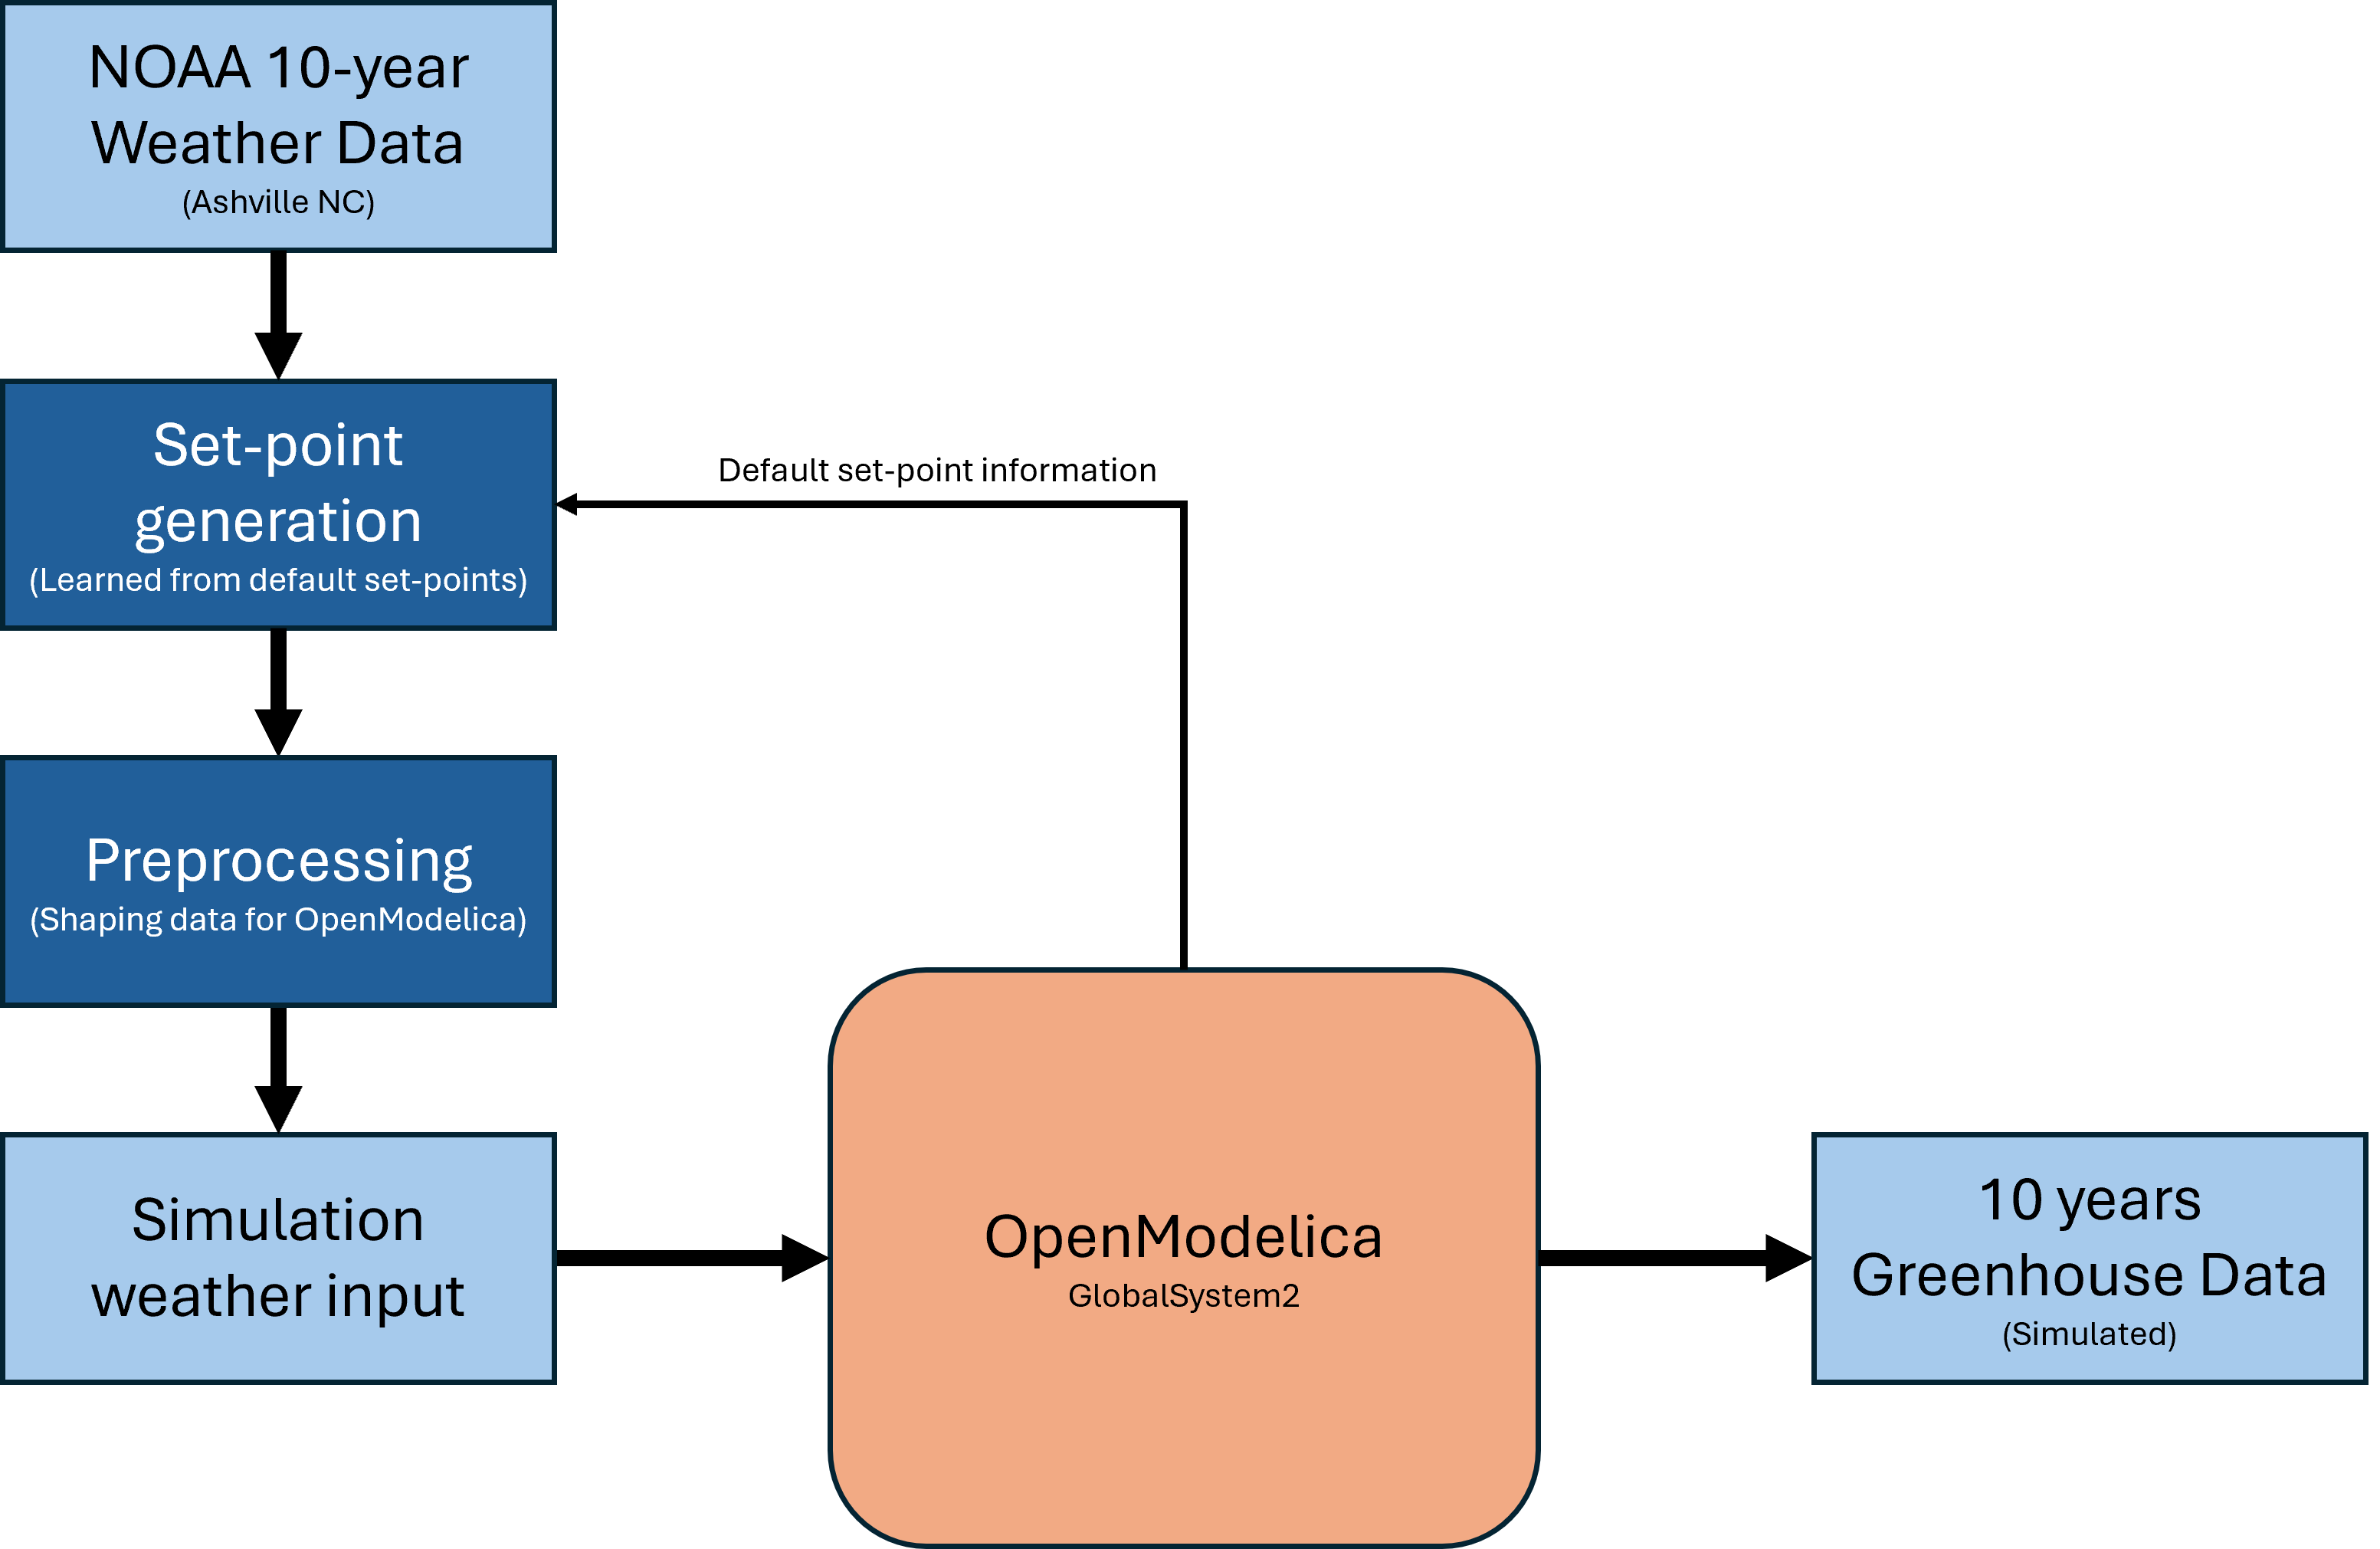 NOAA 10-year
Weather Data
(Ashville NC)
Set-point
generation
(Learned from default set-points)
Default set-point information
Preprocessing
(Shaping data for OpenModelica)
Simulation
weather input
OpenModelica
GlobalSystem2
10 years
Greenhouse Data
(Simulated)